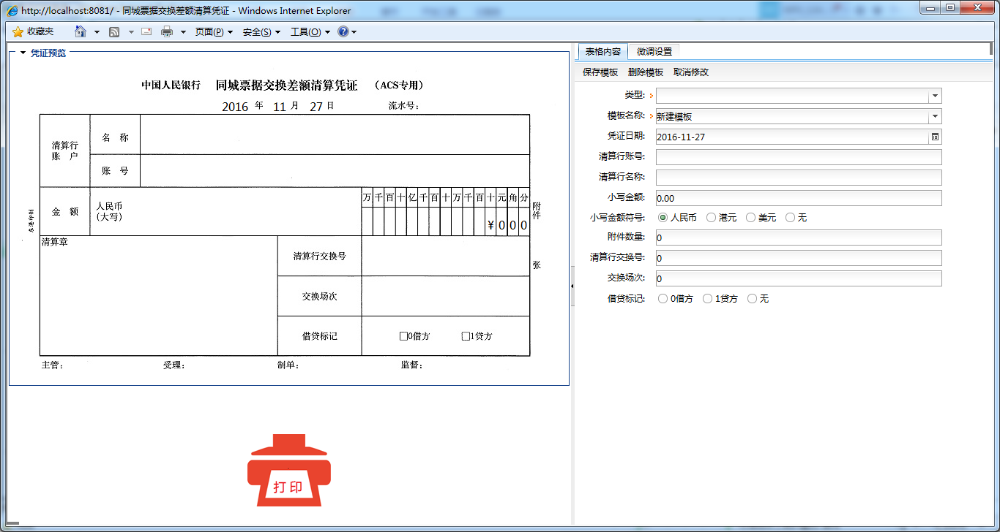 http://localhost:8081/ - 同城票据交换差额清算凭证 - Windows Internet Explorer
收藏夹 页面(P) 安全(S) 工具(O)
凭证预览
中国人民银行 同城票据交换差额清算凭证 (ACS专用)
2016 年 11 月 27 日 流水号:
清算行
账 户
名 称
账 号
金 额
人民币
(大写)
万千百十亿千百十万千百十元角分
¥000
附件
张
东港印制
清算章
清算行交换号
交换场次
借贷标记
□0借方 □1贷方
主管: 受理: 制单: 监督:
打印
表格内容 微调设置
保存模板 删除模板 取消修改
类型:
模板名称: 新建模板
凭证日期: 2016-11-27
清算行账号:
清算行名称:
小写金额: 0.00
小写金额符号: 人民币 港元 美元 无
附件数量: 0
清算行交换号: 0
交换场次: 0
借贷标记: 0借方 1贷方 无